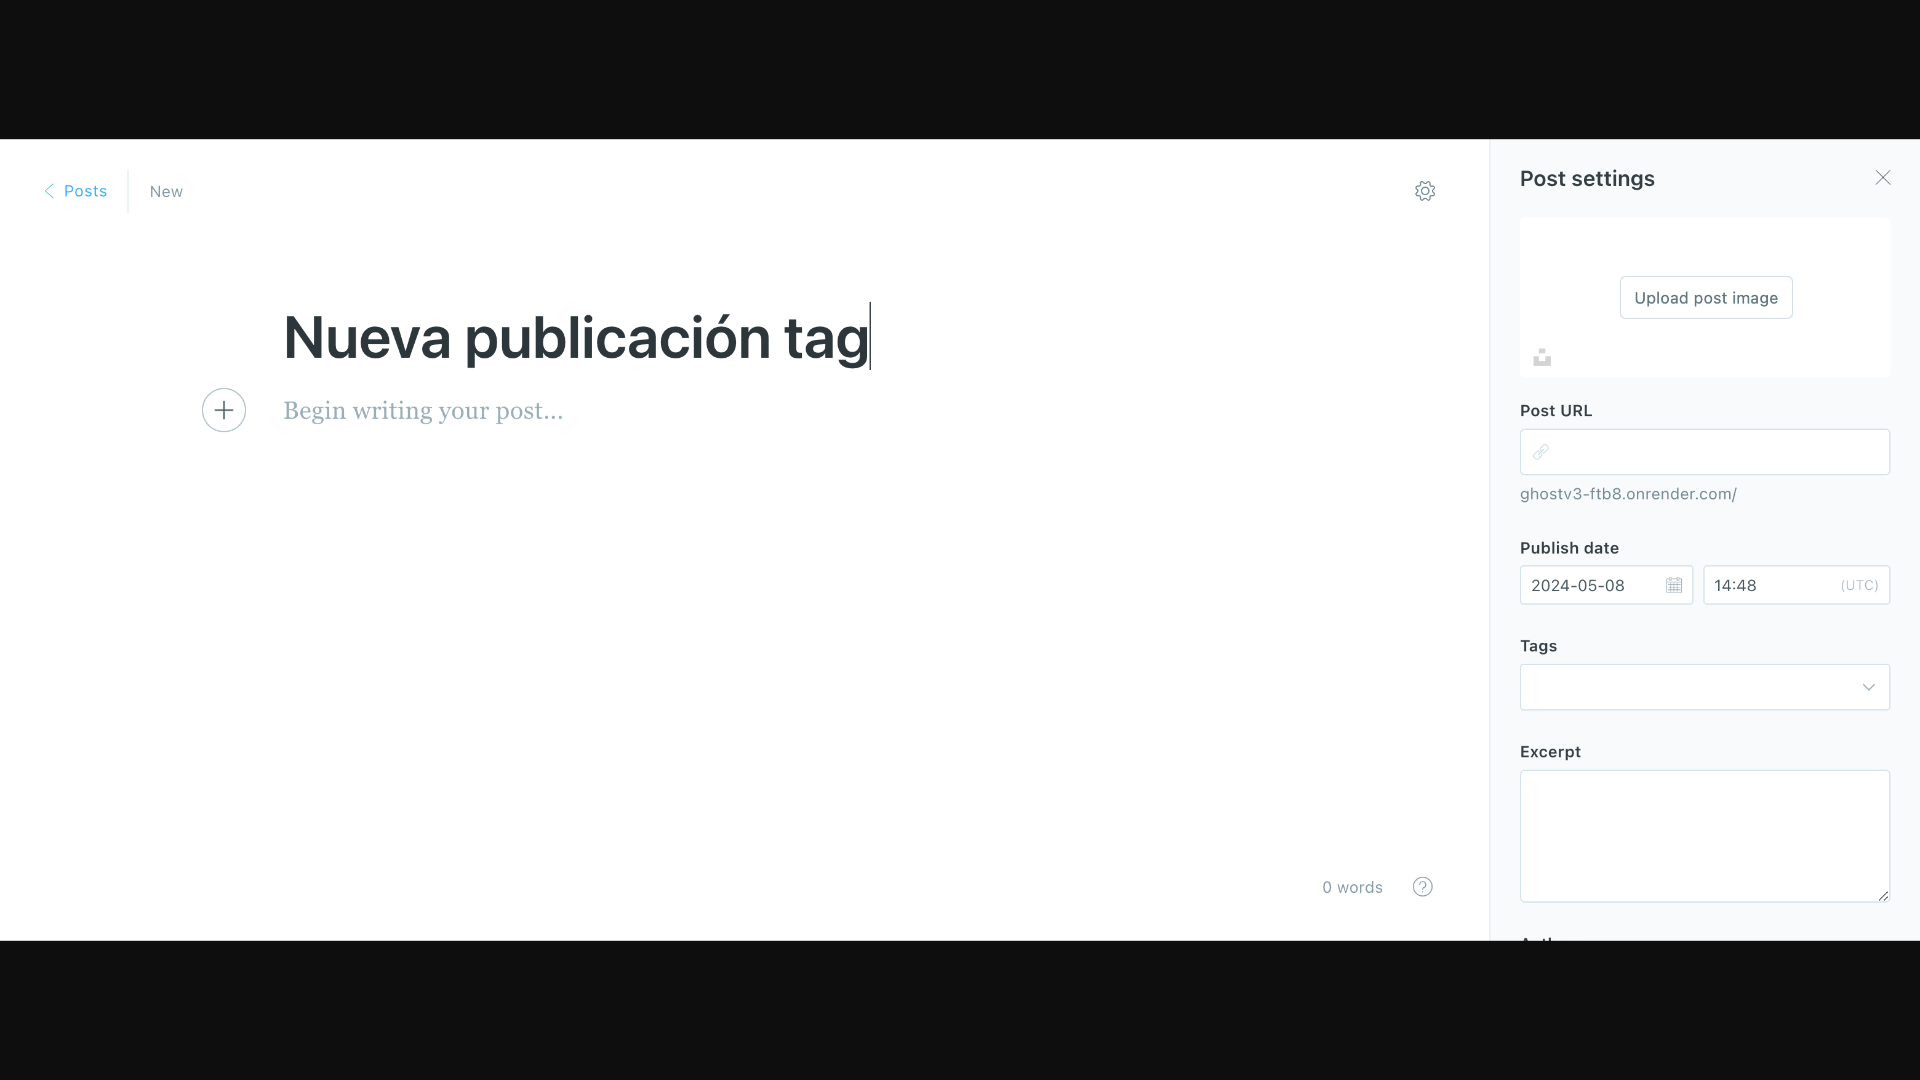 Posts
New
Nueva publicación tag
Begin writing your post...
0 words
?
Post settings
Upload post image
Post URL
ghostv3-ftb8.onrender.com/
Publish date
2024-05-08
14:48 (UTC)
Tags
Excerpt